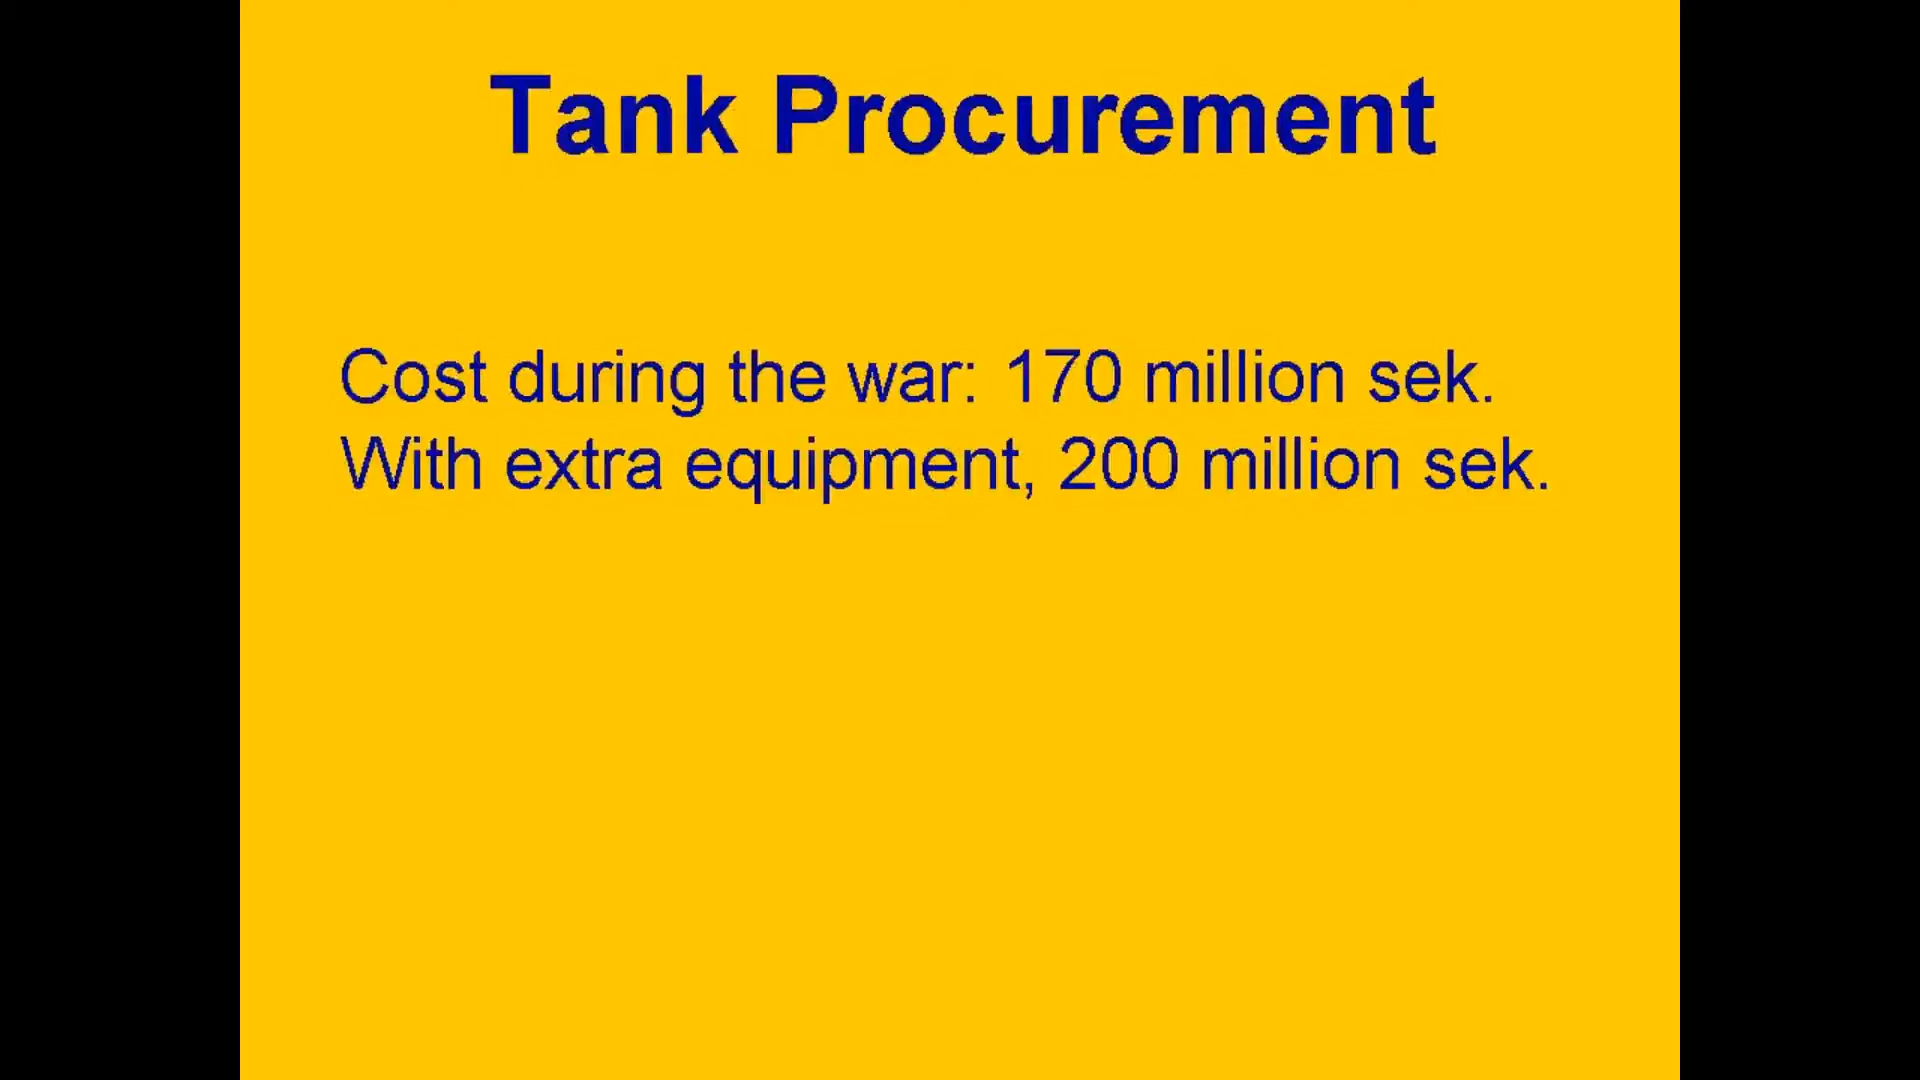 Tank Procurement
Cost during the war: 170 million sek.
With extra equipment, 200 million sek.